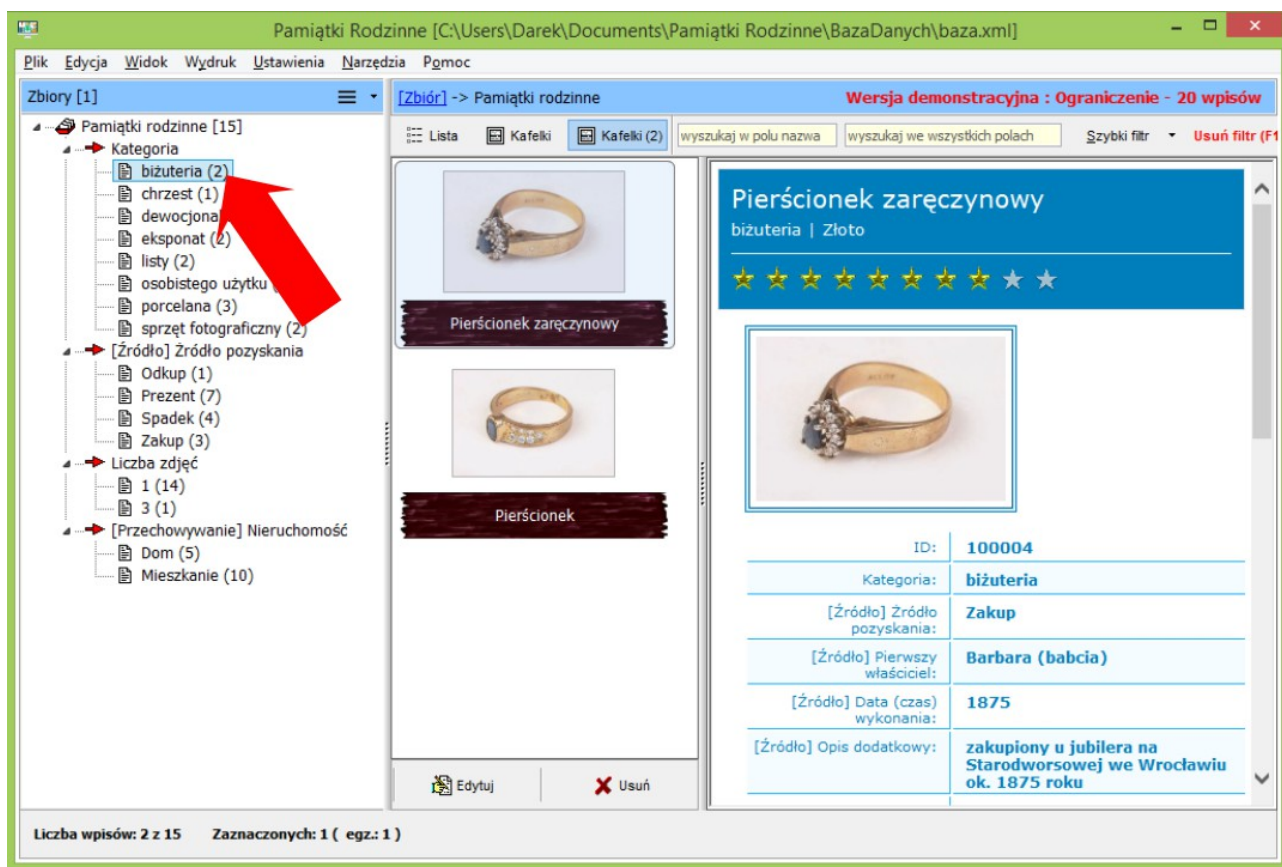 Pamiątki Rodzinne [C:\Users\Darek\Documents\Pamiątki Rodzinne\BazaDanych\baza.xml]
Plik Edycja Widok Wydruk Ustawienia Narzędzia Pomoc
Zbiory [1]
Pamiątki rodzinne [15]
Kategoria
biżuteria (2)
chrzest (1)
dewocjona
eksponat (2)
listy (2)
osobistego użytku
porcelana (3)
sprzęt fotograficzny (2)
[Źródło] Źródło pozyskania
Odkup (1)
Prezent (7)
Spadek (4)
Zakup (3)
Liczba zdjęć
1 (14)
3 (1)
[Przechowywanie] Nieruchomość
Dom (5)
Mieszkanie (10)
[Zbiór] -> Pamiątki rodzinne
Wersja demonstracyjna : Ograniczenie - 20 wpisów
Lista Kafelki Kafelki (2) wyszukaj w polu nazwa wyszukaj we wszystkich polach Szybki filtr Usuń filtr (F1
Pierścionek zaręczynowy
Pierścionek
Edytuj Usuń
Pierścionek zaręczynowy
biżuteria | Złoto
ID: 100004
Kategoria: biżuteria
[Źródło] Źródło pozyskania: Zakup
[Źródło] Pierwszy właściciel: Barbara (babcia)
[Źródło] Data (czas) wykonania: 1875
[Źródło] Opis dodatkowy: zakupiony u jubilera na
Starodworsowej we Wrocławiu
ok. 1875 roku
Liczba wpisów: 2 z 15 Zaznaczonych: 1 ( egz.: 1 )